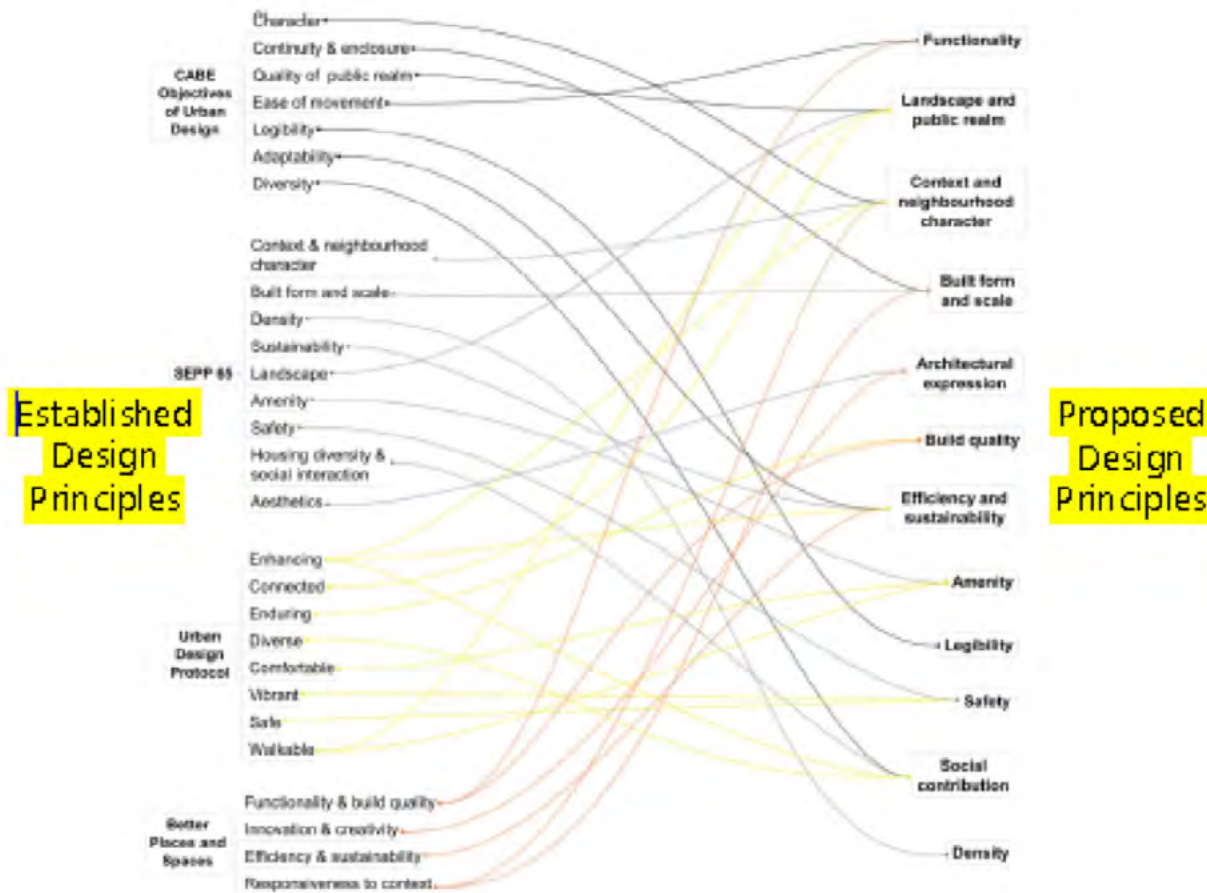 Established
Design
Principles
CABE
Objectives
of Urban
Design
Character
Continuity & enclosure
Quality of public realm
Ease of movement
Legibility
Adaptability
Diversity
SEPP 65
Context & neighbourhood
character
Built form and scale
Density
Sustainability
Landscape
Amenity
Safety
Housing diversity &
social interaction
Aesthetics
Urban
Design
Protocol
Enhancing
Connected
Enduring
Diverse
Comfortable
Vibrant
Safe
Walkable
Better
Places and
Spaces
Functionality & build quality
Innovation & creativity
Efficiency & sustainability
Responsiveness to context
Functionality
Landscape and
public realm
Context and
neighbourhood
character
Built form
and scale
Architectural
expression
Build quality
Efficiency and
sustainability
Amenity
Legibility
Safety
Social
contribution
Density
Proposed
Design
Principles